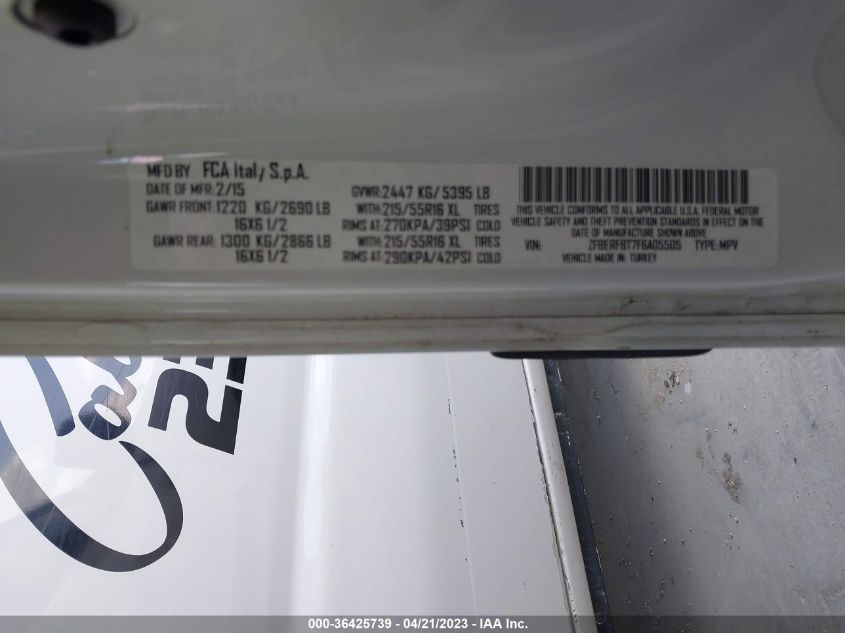 MFD BY FCA Italy S.p.A.
DATE OF MFR: 2/15 GVWR: 2447 KG/ 5395 LB
GAWR FRONT: 1220 KG/2690 LB WITH: 215/55R16 XL TIRES
16X6 1/2 RIMS AT: 270KPA/39PSI COLD
GAWR REAR: 1300 KG/2866 LB WITH: 215/55R16 XL TIRES
16X6 1/2 RIMS AT: 290KPA/42PSI COLD
THIS VEHICLE CONFORMS TO ALL APPLICABLE U.S.A. FEDERAL MOTOR
VEHICLE SAFETY AND THEFT PREVENTION STANDARDS IN EFFECT ON THE
DATE OF MANUFACTURE SHOWN ABOVE
VIN: ZFBERFBT7F6A05505 TYPE: MPV
VEHICLE MADE IN: TURKEY
000-36425739 - 04/21/2023 - IAA Inc.